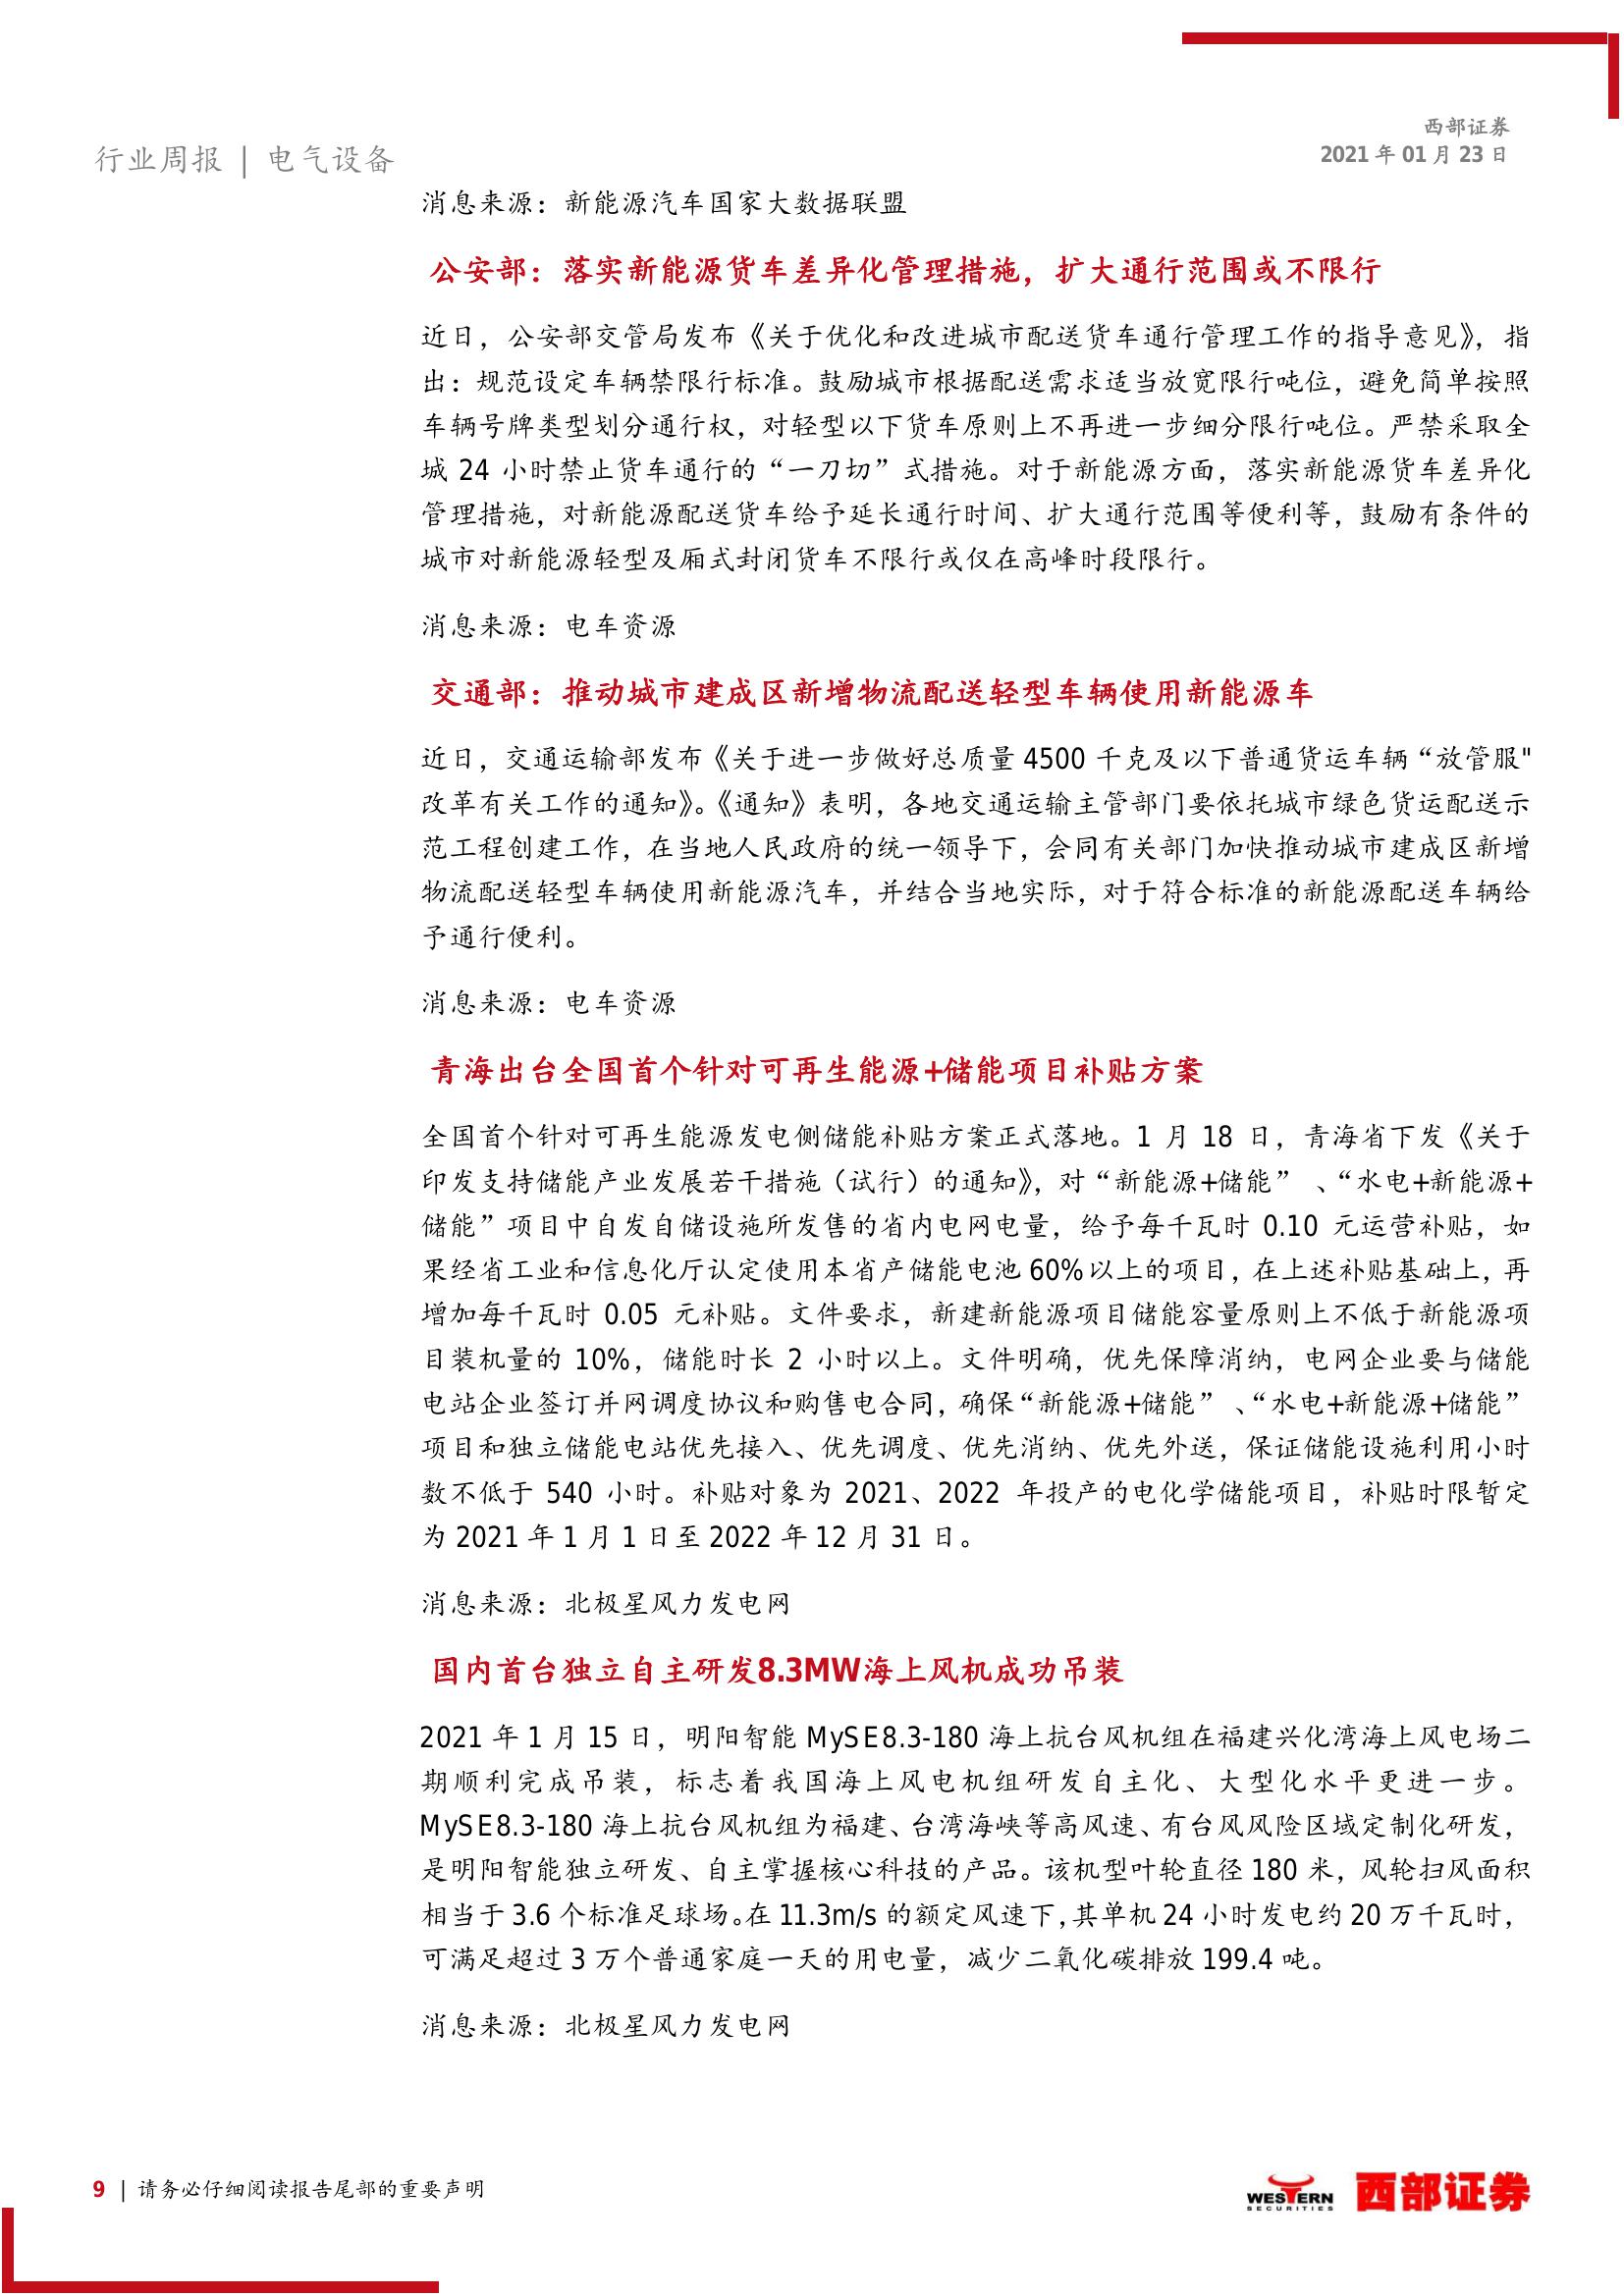 西部证券
2021 年 01 月 23 日
行业周报 | 电气设备
消息来源：新能源汽车国家大数据联盟
公安部：落实新能源货车差异化管理措施，扩大通行范围或不限行
近日，公安部交管局发布《关于优化和改进城市配送货车通行管理工作的指导意见》，指
出：规范设定车辆禁限行标准。鼓励城市根据配送需求适当放宽限行吨位，避免简单按照
车辆号牌类型划分通行权，对轻型以下货车原则上不再进一步细分限行吨位。严禁采取全
城 24 小时禁止货车通行的“一刀切”式措施。对于新能源方面，落实新能源货车差异化
管理措施，对新能源配送货车给予延长通行时间、扩大通行范围等便利等，鼓励有条件的
城市对新能源轻型及厢式封闭货车不限行或仅在高峰时段限行。
消息来源：电车资源
交通部：推动城市建成区新增物流配送轻型车辆使用新能源车
近日，交通运输部发布《关于进一步做好总质量 4500 千克及以下普通货运车辆“放管服"
改革有关工作的通知》。《通知》表明，各地交通运输主管部门要依托城市绿色货运配送示
范工程创建工作，在当地人民政府的统一领导下，会同有关部门加快推动城市建成区新增
物流配送轻型车辆使用新能源汽车，并结合当地实际，对于符合标准的新能源配送车辆给
予通行便利。
消息来源：电车资源
青海出台全国首个针对可再生能源+储能项目补贴方案
全国首个针对可再生能源发电侧储能补贴方案正式落地。1 月 18 日，青海省下发《关于
印发支持储能产业发展若干措施（试行）的通知》，对“新能源+储能” 、“水电+新能源+
储能”项目中自发自储设施所发售的省内电网电量，给予每千瓦时 0.10 元运营补贴，如
果经省工业和信息化厅认定使用本省产储能电池 60%以上的项目，在上述补贴基础上，再
增加每千瓦时 0.05 元补贴。文件要求，新建新能源项目储能容量原则上不低于新能源项
目装机量的 10%，储能时长 2 小时以上。文件明确，优先保障消纳，电网企业要与储能
电站企业签订并网调度协议和购售电合同，确保“新能源+储能” 、“水电+新能源+储能”
项目和独立储能电站优先接入、优先调度、优先消纳、优先外送，保证储能设施利用小时
数不低于 540 小时。补贴对象为 2021、2022 年投产的电化学储能项目，补贴时限暂定
为 2021 年 1 月 1 日至 2022 年 12 月 31 日。
消息来源：北极星风力发电网
国内首台独立自主研发8.3MW海上风机成功吊装
2021 年 1 月 15 日，明阳智能 MySE8.3-180 海上抗台风机组在福建兴化湾海上风电场二
期顺利完成吊装，标志着我国海上风电机组研发自主化、大型化水平更进一步。
MySE8.3-180 海上抗台风机组为福建、台湾海峡等高风速、有台风风险区域定制化研发，
是明阳智能独立研发、自主掌握核心科技的产品。该机型叶轮直径 180 米，风轮扫风面积
相当于 3.6 个标准足球场。在 11.3m/s 的额定风速下，其单机 24 小时发电约 20 万千瓦时，
可满足超过 3 万个普通家庭一天的用电量，减少二氧化碳排放 199.4 吨。
消息来源：北极星风力发电网
9 | 请务必仔细阅读报告尾部的重要声明
WESTERN
SECURITIES
西部证券